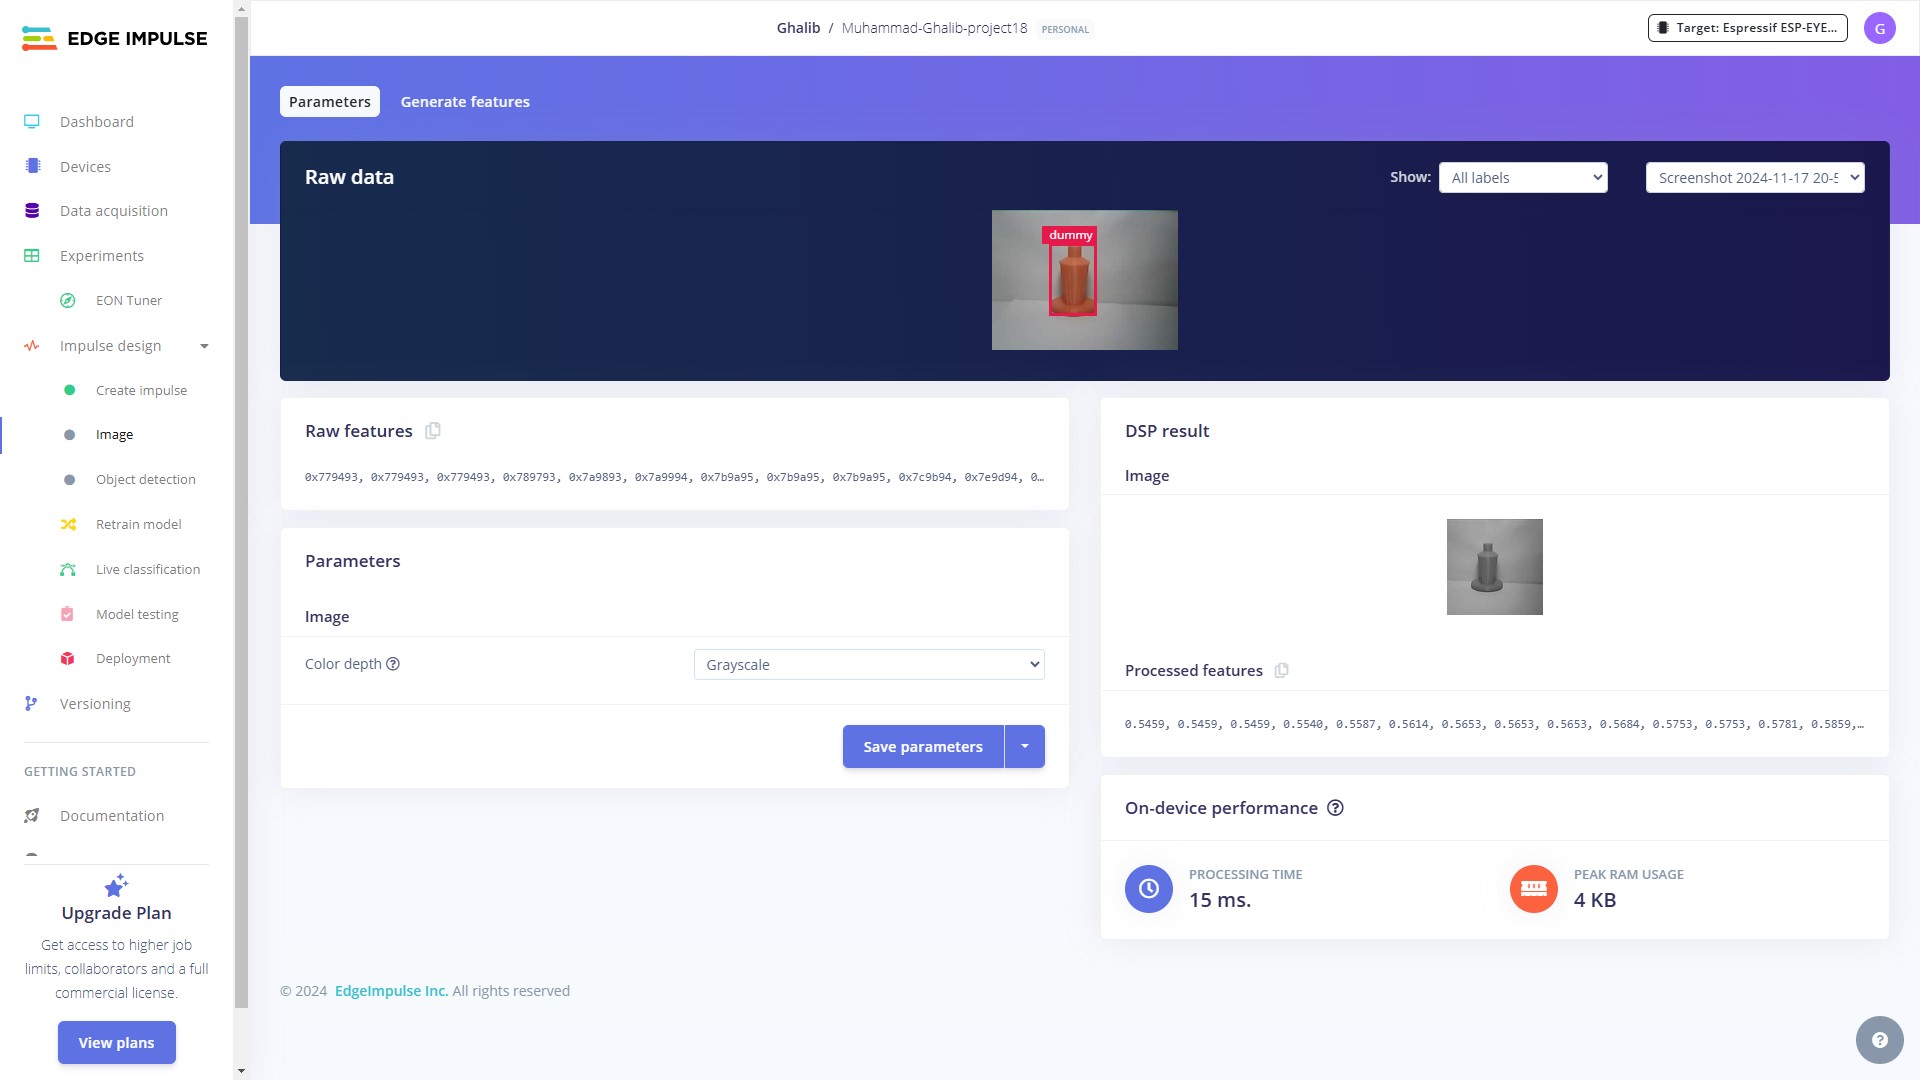 EDGE IMPULSE
Ghalib / Muhammad-Ghalib-project18 PERSONAL
Target: Espressif ESP-EYE...
G
Dashboard
Devices
Data acquisition
Experiments
EON Tuner
Impulse design
Create impulse
Image
Object detection
Retrain model
Live classification
Model testing
Deployment
Versioning
GETTING STARTED
Documentation
Upgrade Plan
Get access to higher job
limits, collaborators and a full
commercial license.
View plans
Parameters
Generate features
Raw data
Show: All labels
Screenshot 2024-11-17 20-5
dummy
Raw features
0x779493, 0x779493, 0x779493, 0x789793, 0x7a9893, 0x7a9994, 0x7b9a95, 0x7b9a95, 0x7b9a95, 0x7c9b94, 0x7e9d94, 0…
Parameters
Image
Color depth
Grayscale
Save parameters
DSP result
Image
Processed features
0.5459, 0.5459, 0.5459, 0.5540, 0.5587, 0.5614, 0.5653, 0.5653, 0.5653, 0.5684, 0.5753, 0.5753, 0.5781, 0.5859,…
On-device performance
PROCESSING TIME
15 ms.
PEAK RAM USAGE
4 KB
© 2024 EdgeImpulse Inc. All rights reserved